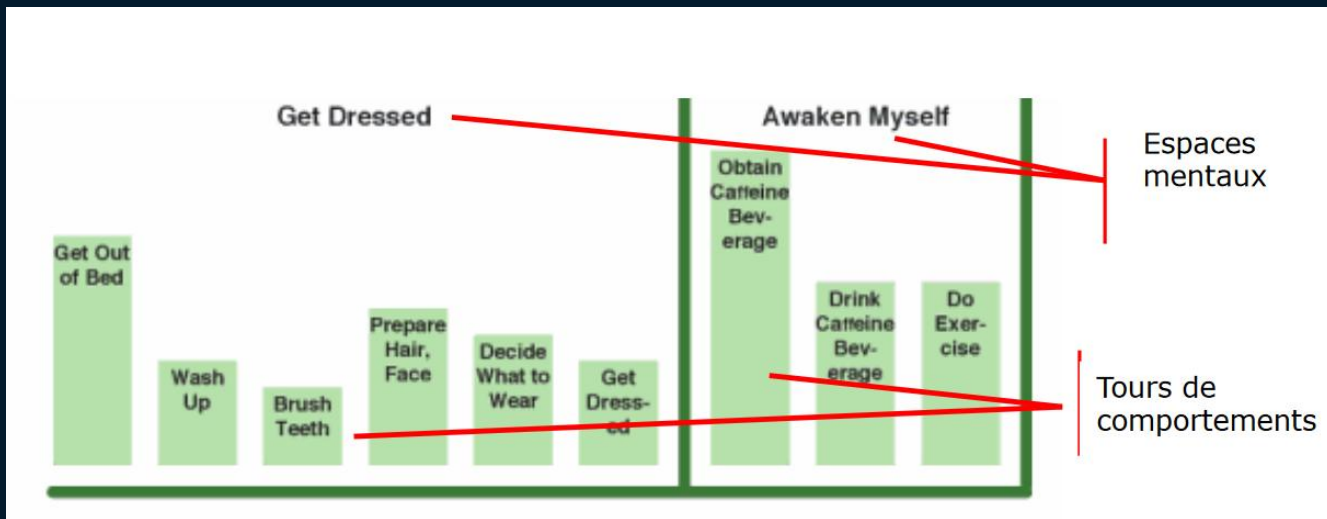 Get Dressed
Awaken Myself
Espaces
mentaux
Get Out
of Bed
Wash
Up
Brush
Teeth
Prepare
Hair,
Face
Decide
What to
Wear
Get
Dress-
ed
Obtain
Caffeine
Bev-
erage
Drink
Caffeine
Bev-
erage
Do
Exer-
cise
Tours de
comportements